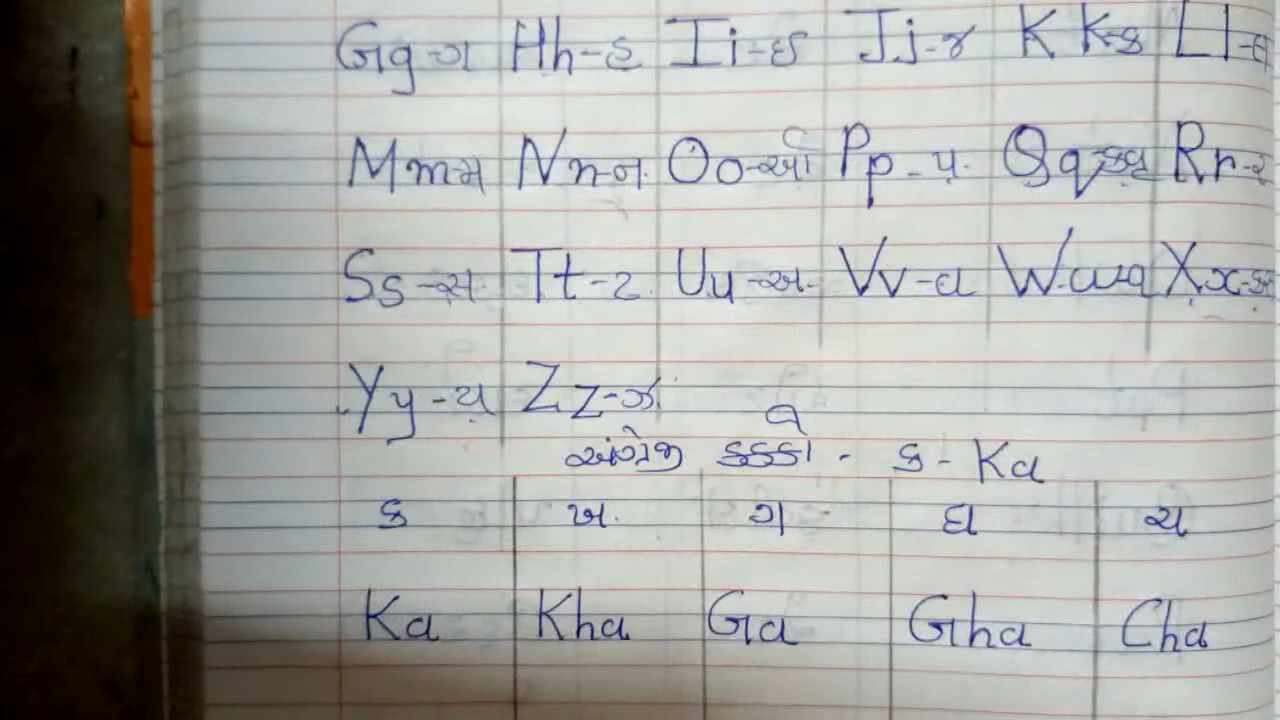 Gg-ગ Hh-હ Ii-ઈ Jj-જ K k-ક Ll-લ
Mm-મ Nn-ન Oo-ઓ Pp-પ Qq-ક્વ Rr-ર
Ss-સ Tt-ટ Uu-અ Vv-વ Ww-વ Xx-ક્ષ
Yy-ય Zz-ઝ
અંગ્રેજી કક્કો - ક - Ka
ક ખ ગ ઘ ચ
Ka Kha Ga Gha Cha